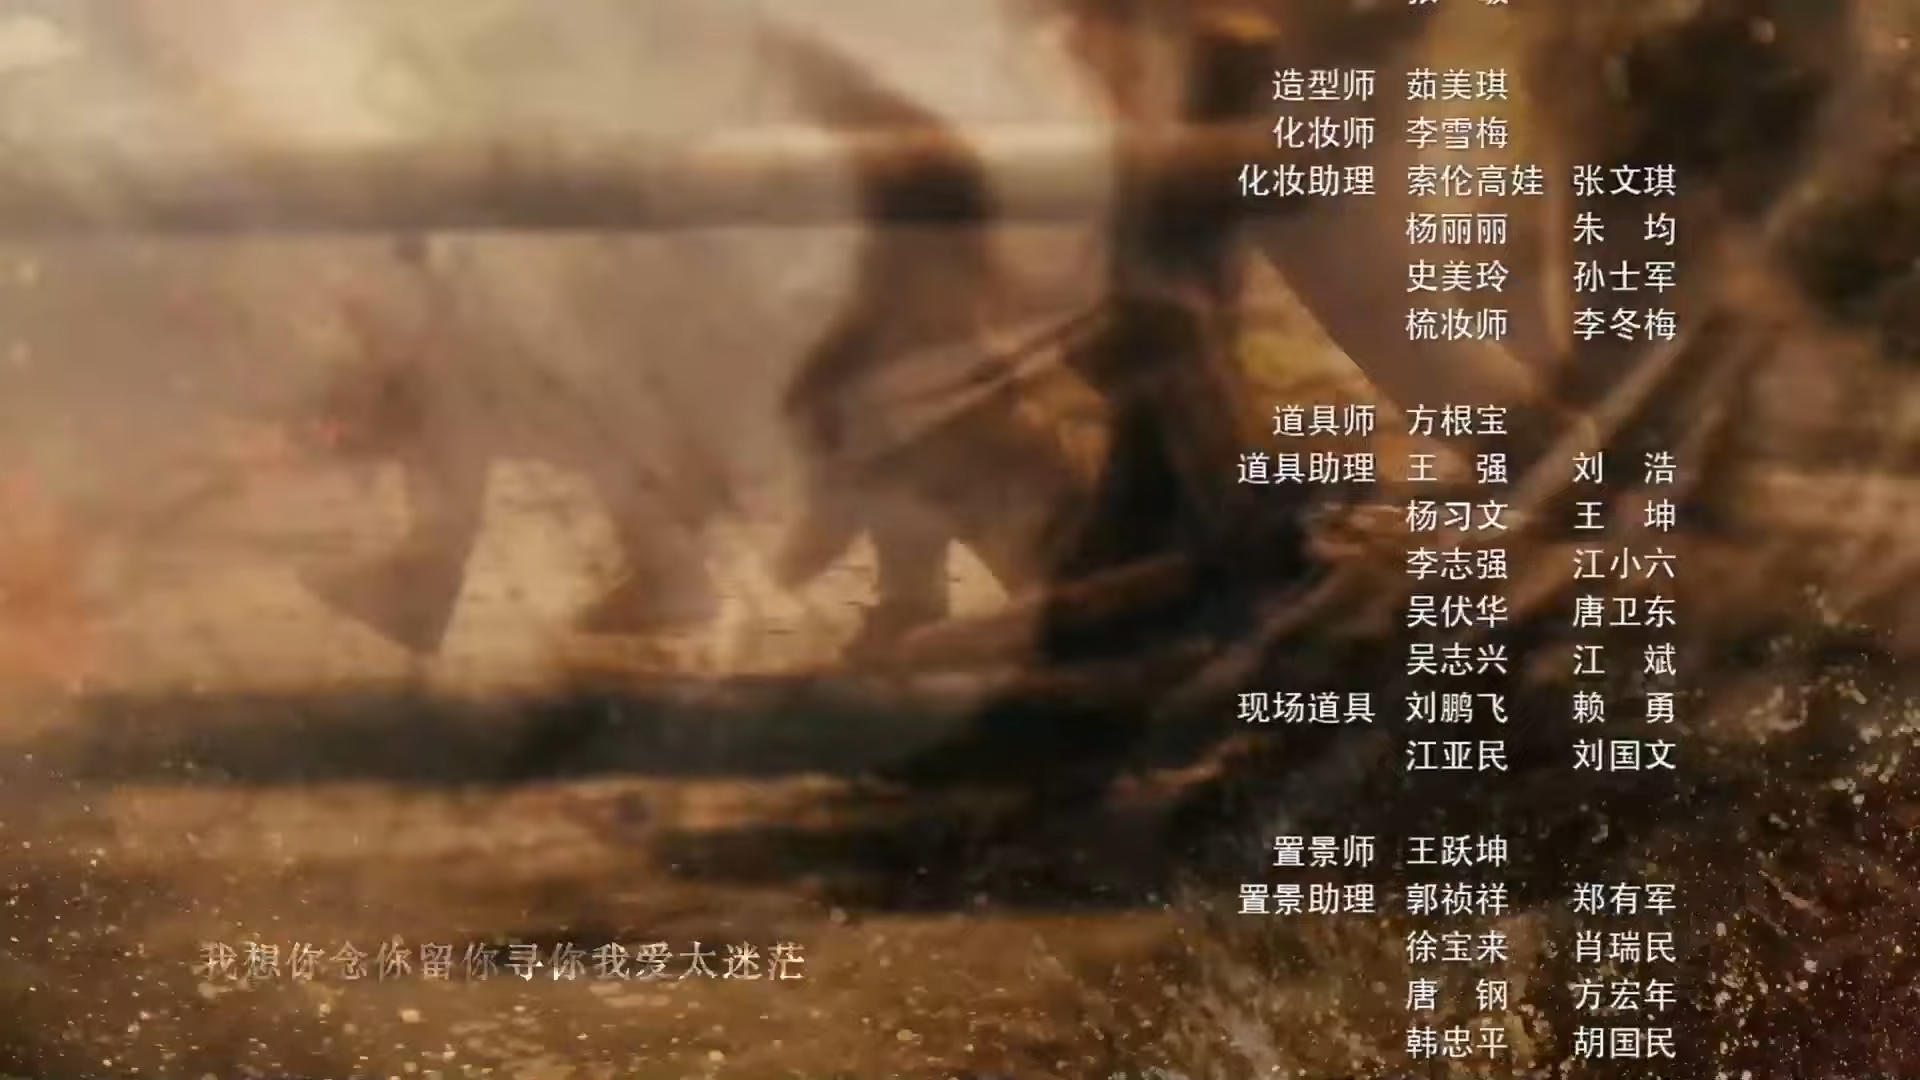 造型师 茹美琪
化妆师 李雪梅
化妆助理 索伦高娃 张文琪
杨丽丽 朱 均
史美玲 孙士军
梳妆师 李冬梅
道具师 方根宝
道具助理 王 强 刘 浩
杨习文 王 坤
李志强 江小六
吴伏华 唐卫东
吴志兴 江 斌
现场道具 刘鹏飞 赖 勇
江亚民 刘国文
置景师 王跃坤
置景助理 郭祯祥 郑有军
徐宝来 肖瑞民
唐 钢 方宏年
韩忠平 胡国民
我想你念你留你寻你我爱太迷茫